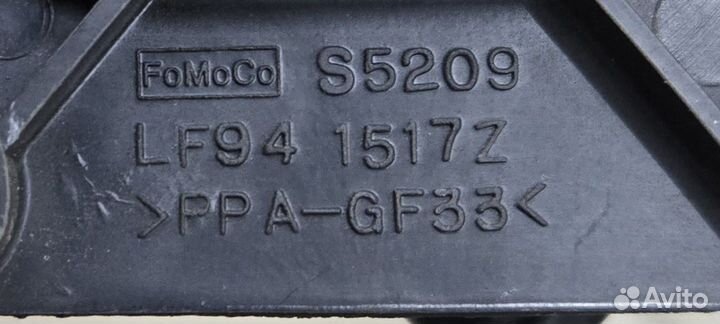 FoMoCo S5209
LF94 1517Z
>PPA-GF33<
Avito